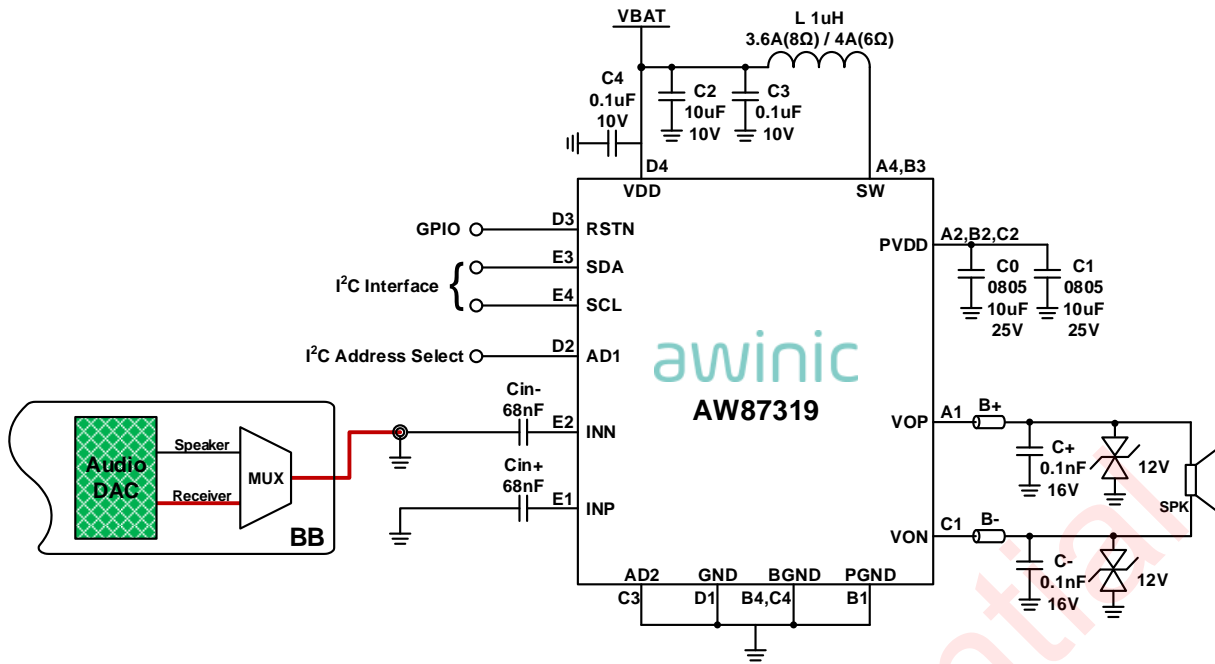 VBAT
L 1uH
3.6A(8Ω) / 4A(6Ω)
C4
0.1uF
10V
C2
10uF
10V
C3
0.1uF
10V
D4
A4,B3
VDD
SW
GPIO
D3
RSTN
PVDD
A2,B2,C2
E3
SDA
I²C Interface
{
E4
SCL
C0
0805
10uF
25V
C1
0805
10uF
25V
I²C Address Select
D2
AD1
awinic
AW87319
Cin-
68nF
E2
INN
Cin+
68nF
E1
INP
Audio
DAC
Speaker
Receiver
MUX
BB
VOP
A1
B+
C+
0.1nF
16V
12V
SPK
VON
C1
B-
C-
0.1nF
16V
12V
AD2
GND
BGND
PGND
C3
D1
B4,C4
B1